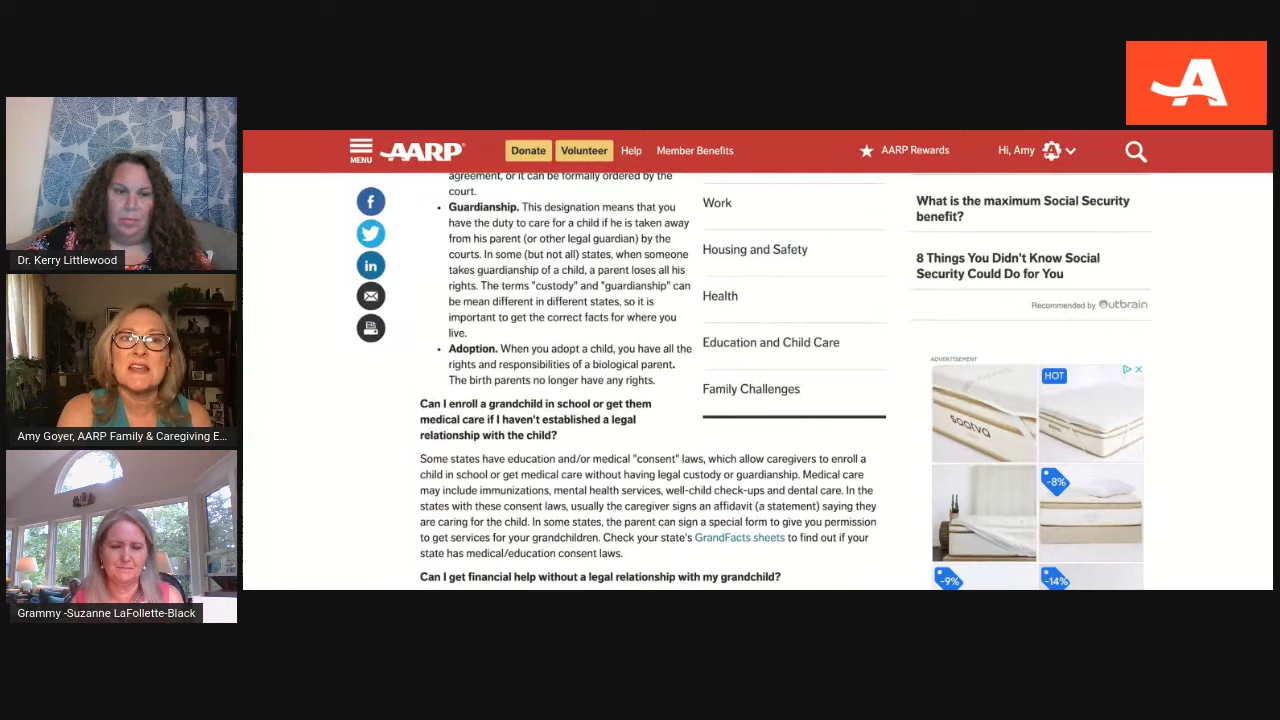 Dr. Kerry Littlewood
Amy Goyer, AARP Family & Caregiving E...
Grammy -Suzanne LaFollette-Black
A
MENU
AARP
Donate
Volunteer
Help
Member Benefits
AARP Rewards
Hi, Amy
agreement, or it can be formally ordered by the
court.
• Guardianship. This designation means that you
have the duty to care for a child if he is taken away
from his parent (or other legal guardian) by the
courts. In some (but not all) states, when someone
takes guardianship of a child, a parent loses all his
rights. The terms "custody" and "guardianship" can
be mean different in different states, so it is
important to get the correct facts for where you
live.
• Adoption. When you adopt a child, you have all the
rights and responsibilities of a biological parent.
The birth parents no longer have any rights.
Can I enroll a grandchild in school or get them
medical care if I haven't established a legal
relationship with the child?
Some states have education and/or medical "consent" laws, which allow caregivers to enroll a
child in school or get medical care without having legal custody or guardianship. Medical care
may include immunizations, mental health services, well-child check-ups and dental care. In the
states with these consent laws, usually the caregiver signs an affidavit (a statement) saying they
are caring for the child. In some states, the parent can sign a special form to give you permission
to get services for your grandchildren. Check your state's GrandFacts sheets to find out if your
state has medical/education consent laws.
Can I get financial help without a legal relationship with my grandchild?
Work
Housing and Safety
Health
Education and Child Care
Family Challenges
What is the maximum Social Security
benefit?
8 Things You Didn't Know Social
Security Could Do for You
Recommended by Outbrain
ADVERTISEMENT
saatva
HOT
-8%
-9%
-14%